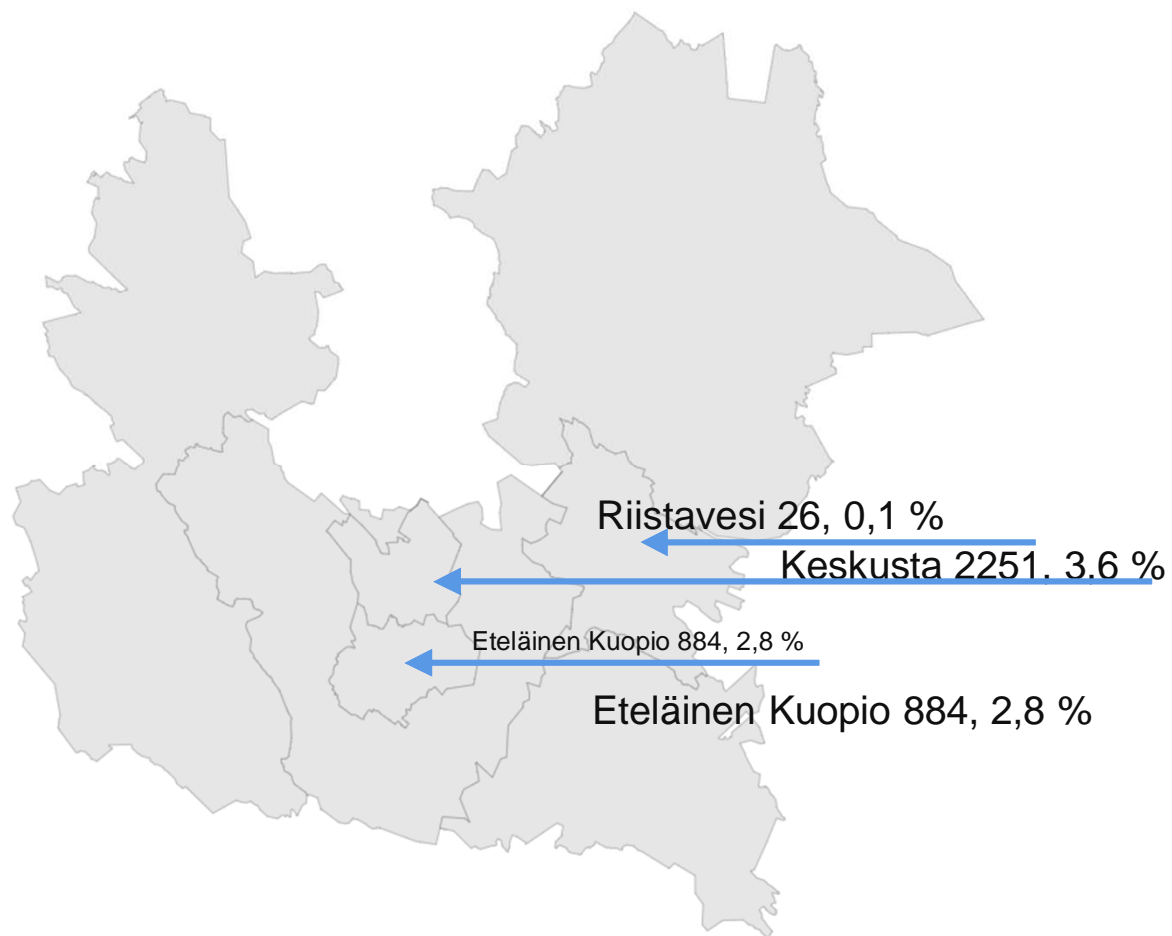 Riistavesi 26, 0,1 %
Keskusta 2251, 3,6 %
Eteläinen Kuopio 884, 2,8 %
Eteläinen Kuopio 884, 2,8 %